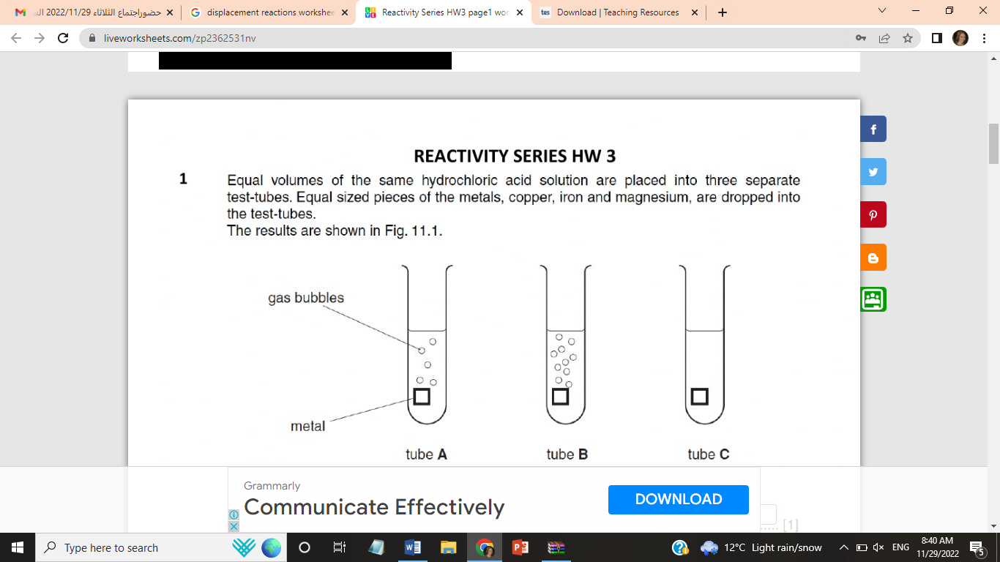 حضوراجتماع الثلاثاء 2022/11/29 الس
displacement reactions workshee
Reactivity Series HW3 page1 wor
tes Download | Teaching Resources
liveworksheets.com/zp2362531nv
REACTIVITY SERIES HW 3
1 Equal volumes of the same hydrochloric acid solution are placed into three separate
test-tubes. Equal sized pieces of the metals, copper, iron and magnesium, are dropped into
the test-tubes.
The results are shown in Fig. 11.1.
gas bubbles
metal
tube A tube B tube C
Grammarly
Communicate Effectively
DOWNLOAD
[1]
Type here to search
12°C Light rain/snow
ENG
8:40 AM
11/29/2022
5